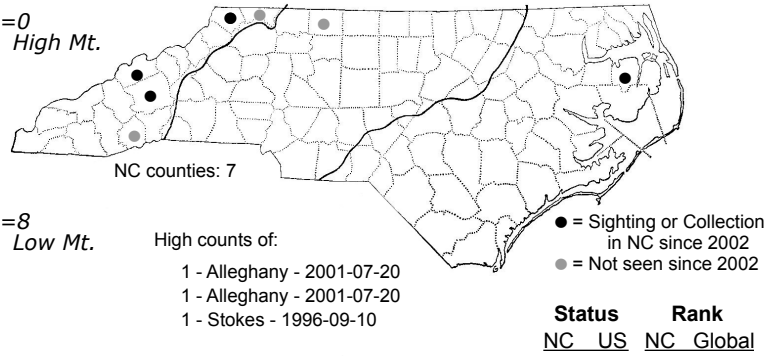 =0
High Mt.
NC counties: 7
=8
Low Mt.
High counts of:
1 - Alleghany - 2001-07-20
1 - Alleghany - 2001-07-20
1 - Stokes - 1996-09-10
= Sighting or Collection
in NC since 2002
= Not seen since 2002
Status Rank
NC US NC Global